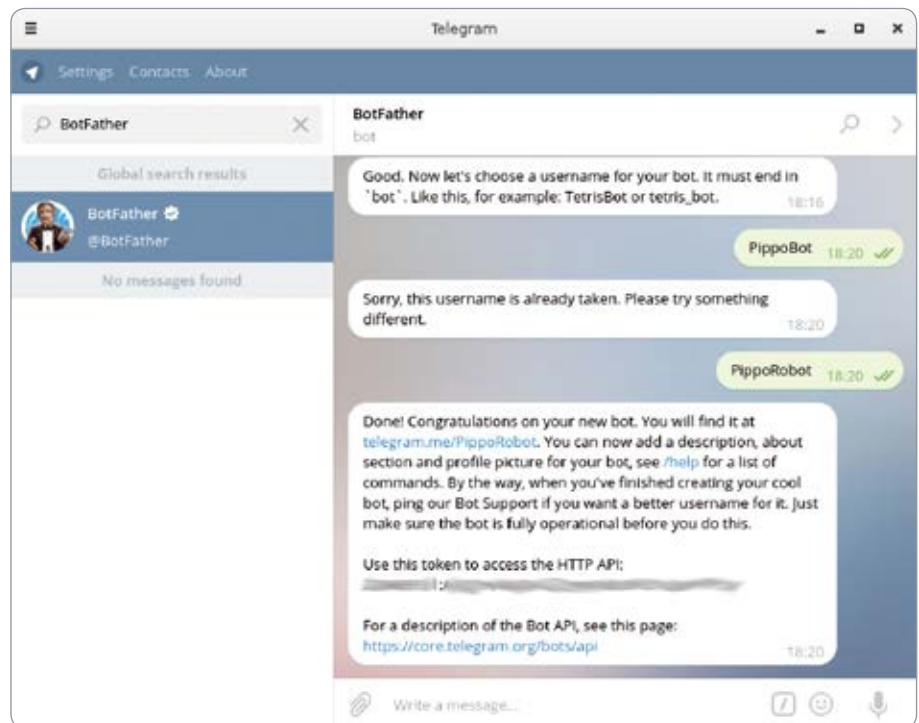 Telegram
Settings Contacts About
BotFather
Global search results
BotFather
@BotFather
No messages found
BotFather
bot
Good. Now let's choose a username for your bot. It must end in
`bot`. Like this, for example: TetrisBot or tetris_bot.
18:16
PippoBot 18:20
Sorry, this username is already taken. Please try something
different.
18:20
PippoRobot 18:20
Done! Congratulations on your new bot. You will find it at
telegram.me/PippoRobot. You can now add a description, about
section and profile picture for your bot, see /help for a list of
commands. By the way, when you've finished creating your cool
bot, ping our Bot Support if you want a better username for it. Just
make sure the bot is fully operational before you do this.
Use this token to access the HTTP API:
For a description of the Bot API, see this page:
https://core.telegram.org/bots/api
18:20
Write a message...